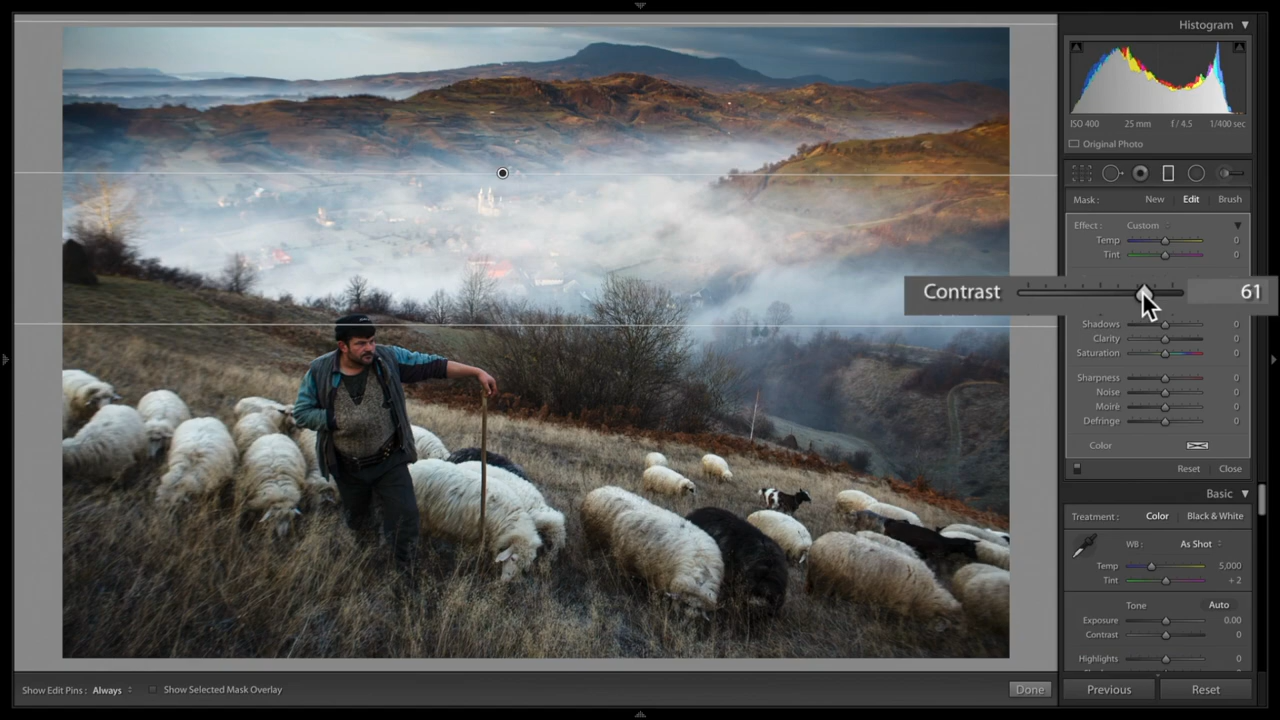 Histogram
ISO 400 25 mm f / 4.5 1/400 sec
Original Photo
Mask : New Edit Brush
Effect : Custom
Temp 0
Tint 0
Contrast 61
Shadows 0
Clarity 0
Saturation 0
Sharpness 0
Noise 0
Moiré 0
Defringe 0
Color
Reset Close
Basic
Treatment : Color Black & White
WB : As Shot
Temp 5,000
Tint + 2
Tone Auto
Exposure 0.00
Contrast 0
Highlights 0
Show Edit Pins : Always Show Selected Mask Overlay Done Previous Reset